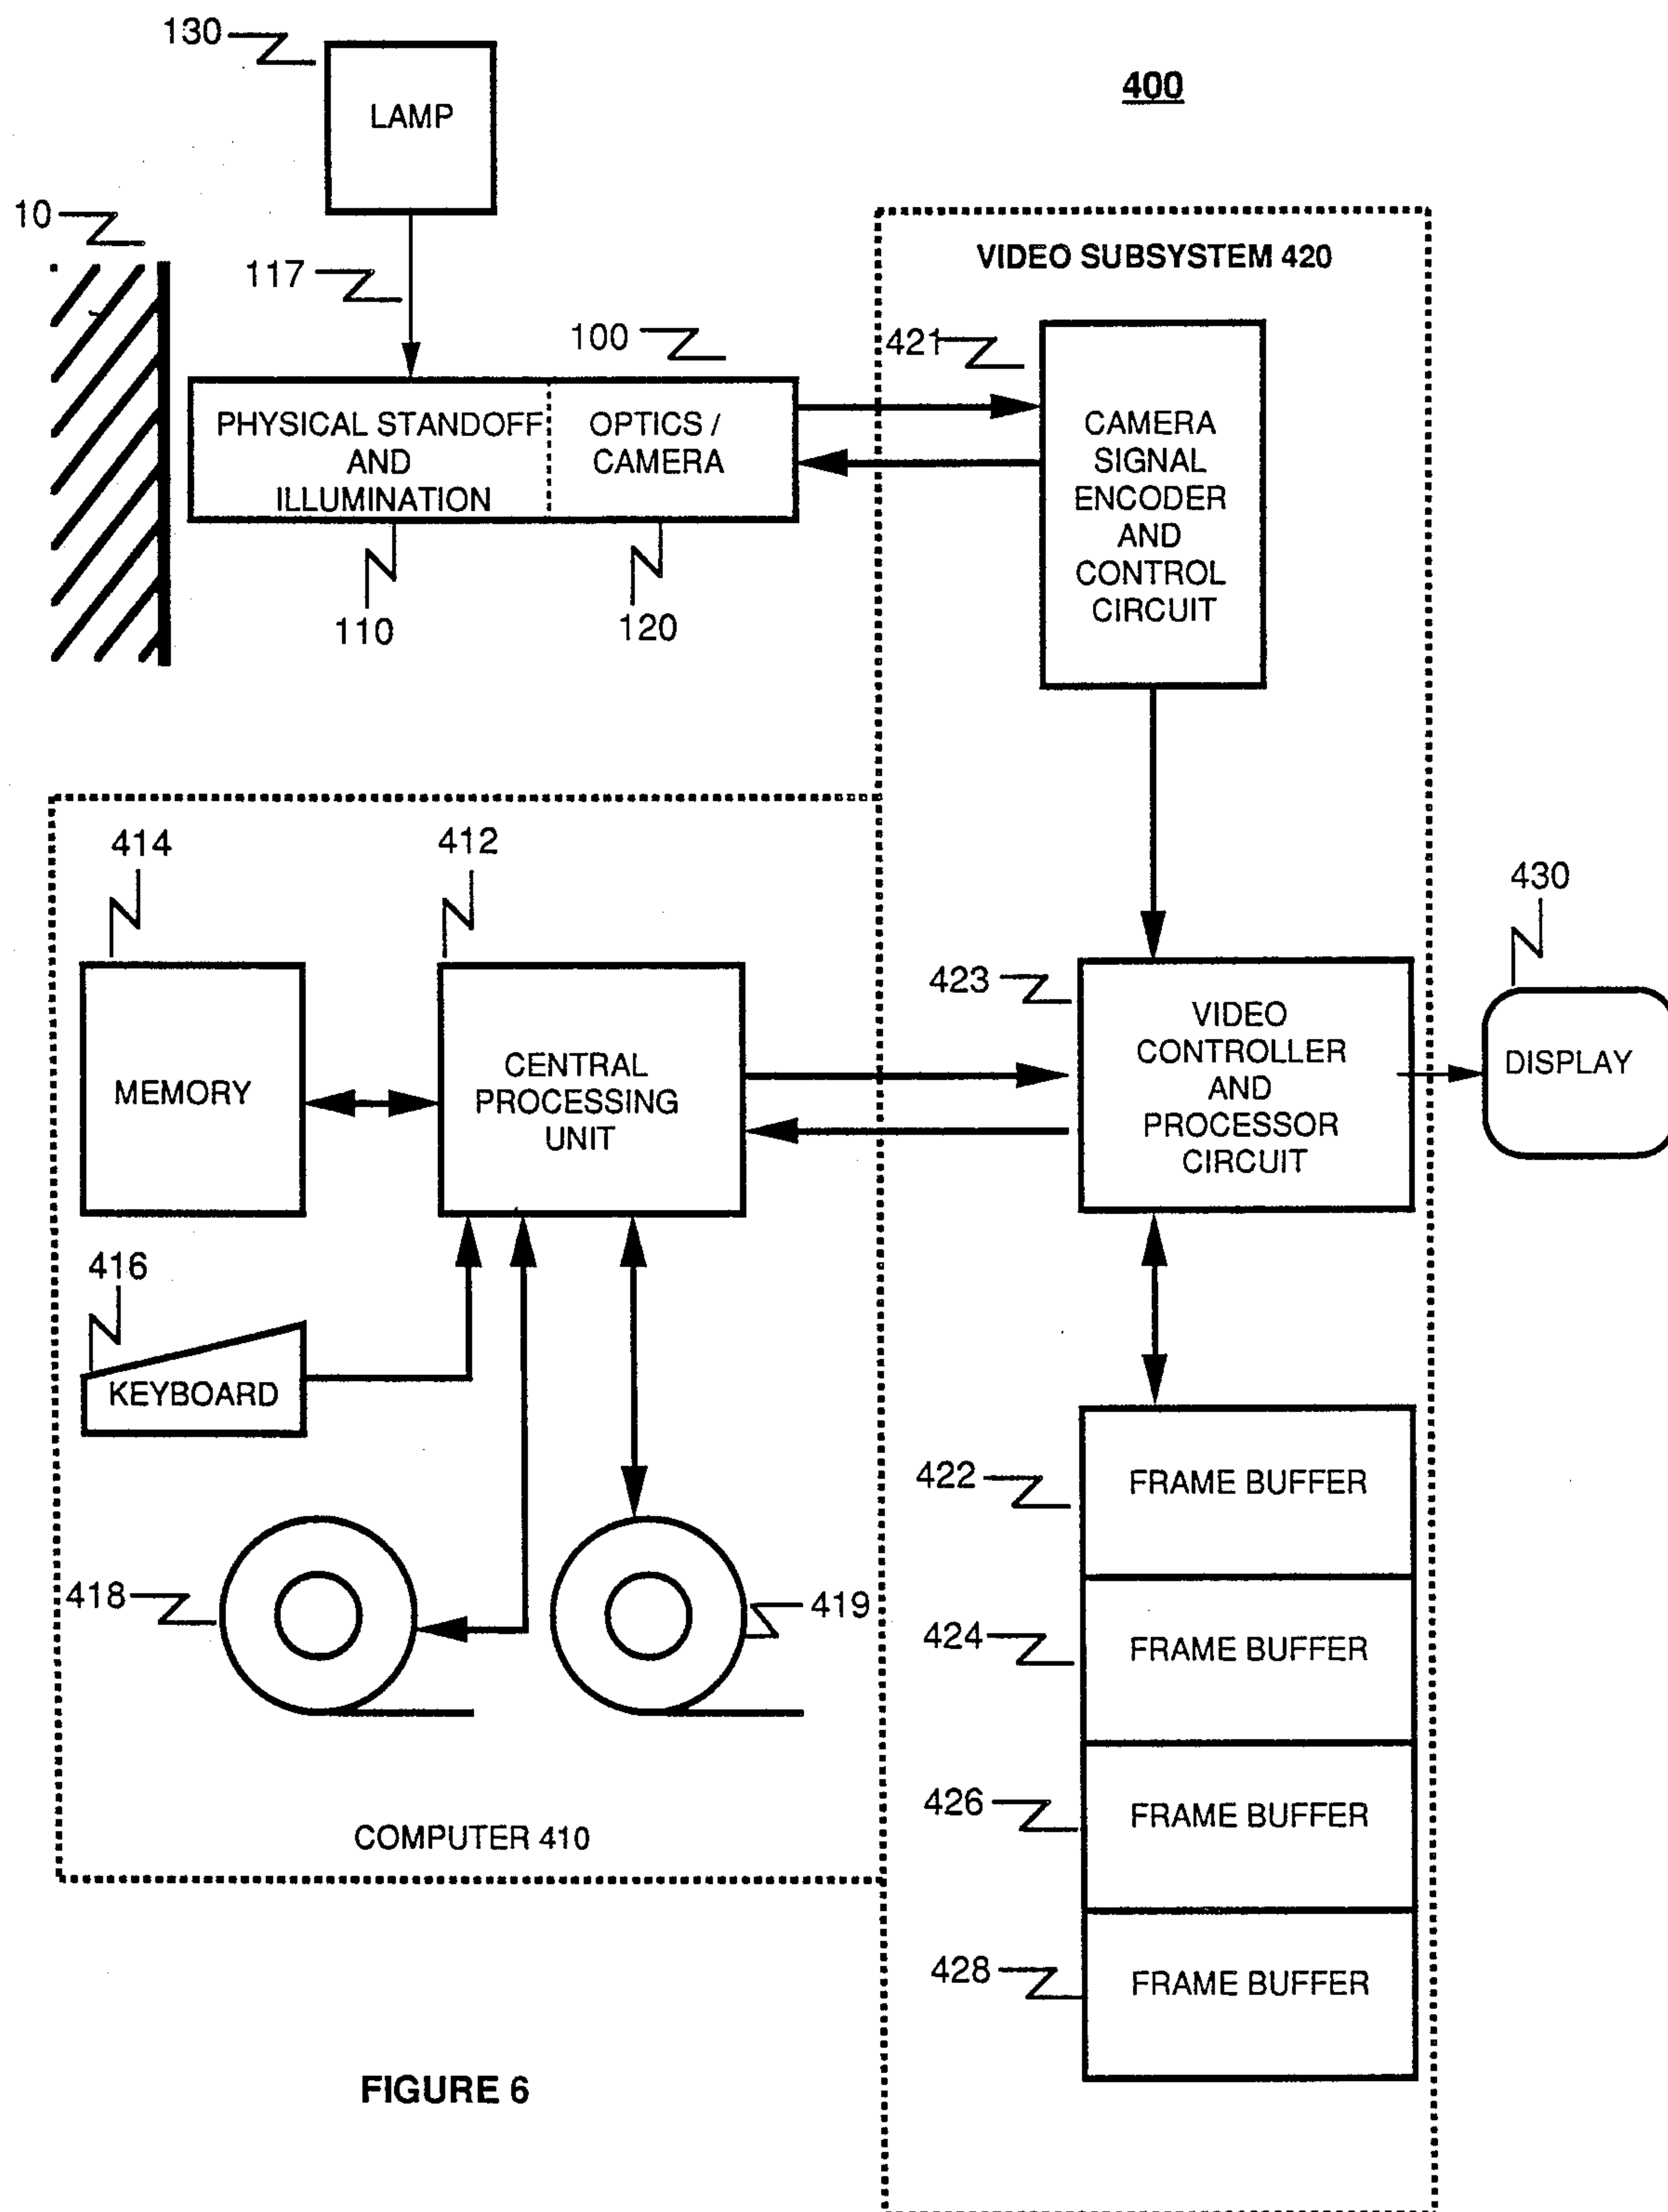 130
LAMP
400
10
117
VIDEO SUBSYSTEM 420
100
421
PHYSICAL STANDOFF
AND
ILLUMINATION
OPTICS /
CAMERA
CAMERA
SIGNAL
ENCODER
AND
CONTROL
CIRCUIT
110
120
414
412
430
423
MEMORY
CENTRAL
PROCESSING
UNIT
VIDEO
CONTROLLER
AND
PROCESSOR
CIRCUIT
DISPLAY
416
KEYBOARD
422
FRAME BUFFER
418
419
424
FRAME BUFFER
426
FRAME BUFFER
COMPUTER 410
428
FRAME BUFFER
FIGURE 6